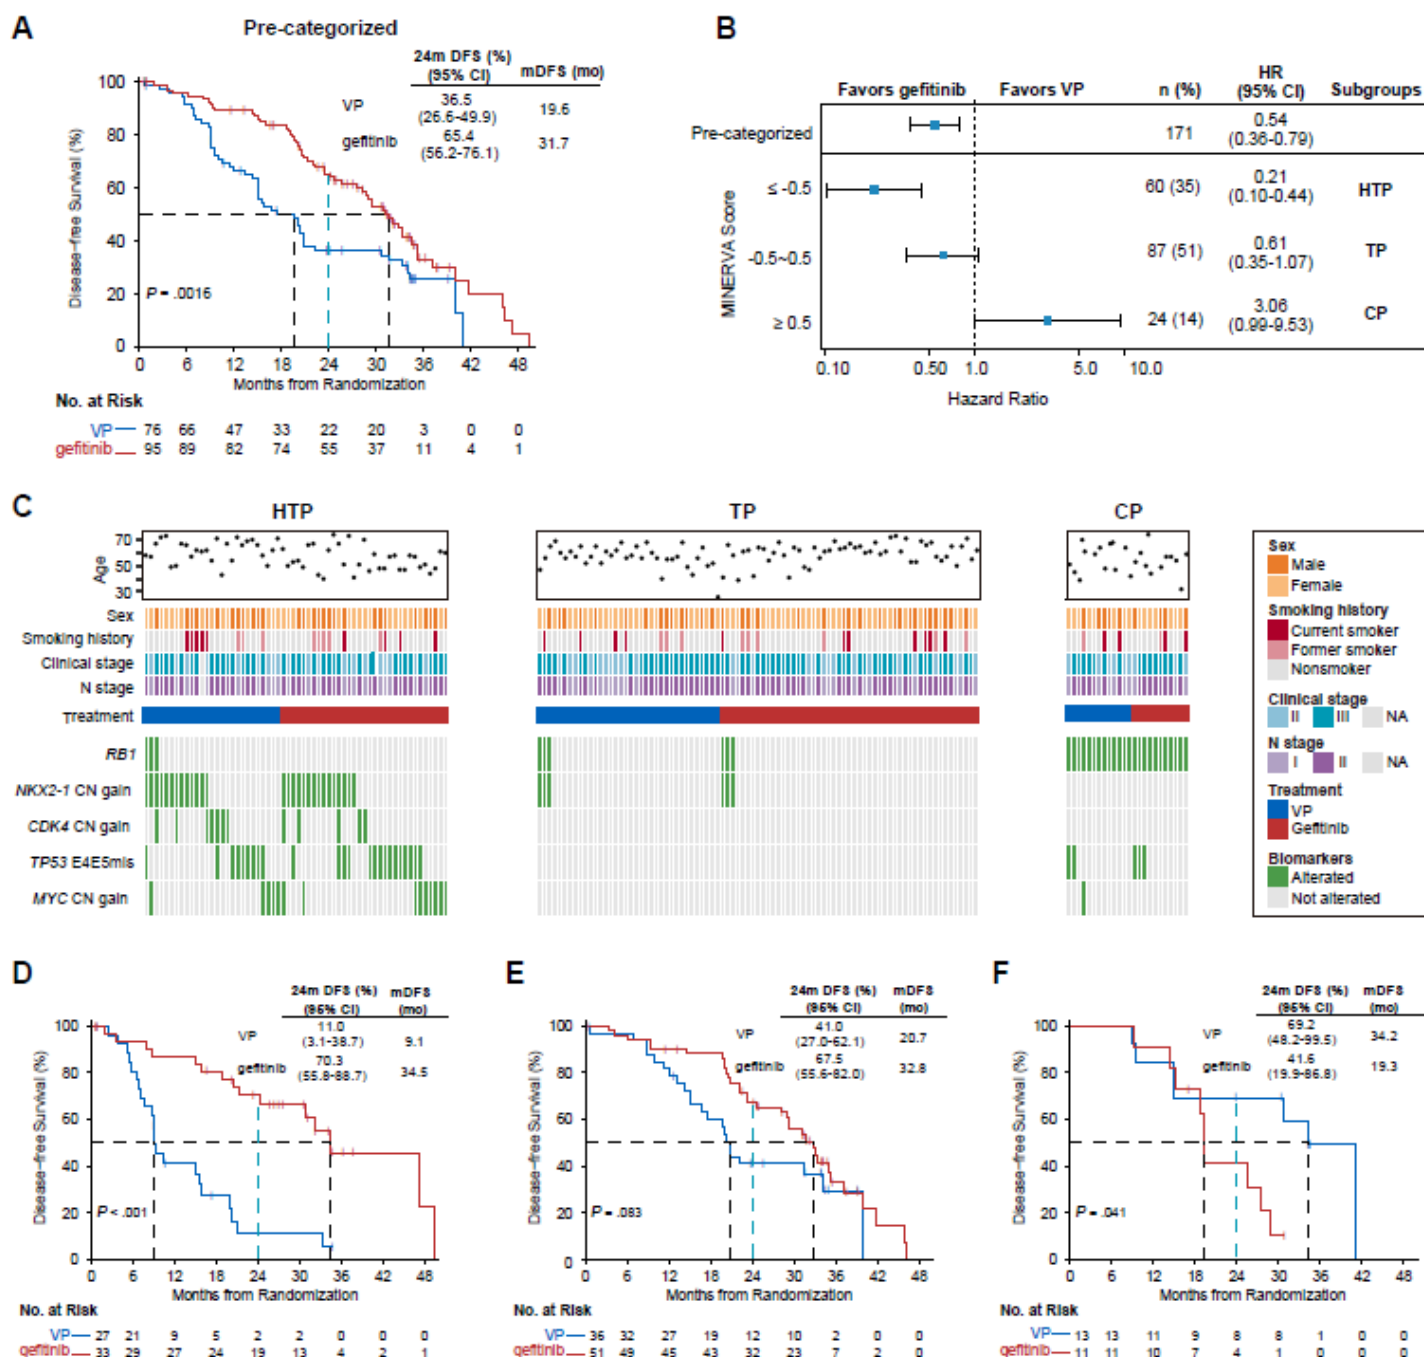 A
Pre-categorized
24m DFS (%)
(95% CI)
mDFS (mo)
VP
36.5
(26.6-49.9)
19.6
gefitinib
65.4
(56.2-76.1)
31.7
Disease-free Survival (%)
100
80
60
40
20
0
P = .0016
0 6 12 18 24 30 36 42 48
Months from Randomization
No. at Risk
VP 76 66 47 33 22 20 3 0 0
gefitinib 95 89 82 74 55 37 11 4 1
B
Favors gefitinib Favors VP n (%) HR (95% CI) Subgroups
Pre-categorized 171 0.54 (0.36-0.79)
MINERVA Score
≤ -0.5 60 (35) 0.21 (0.10-0.44) HTP
-0.5~0.5 87 (51) 0.61 (0.35-1.07) TP
≥ 0.5 24 (14) 3.06 (0.99-9.53) CP
0.10 0.50 1.0 5.0 10.0
Hazard Ratio
C
HTP TP CP
Age
70
50
30
Sex
Smoking history
Clinical stage
N stage
Treatment
RB1
NKX2-1 CN gain
CDK4 CN gain
TP53 E4E5mis
MYC CN gain
Sex
Male
Female
Smoking history
Current smoker
Former smoker
Nonsmoker
Clinical stage
II III NA
N stage
I II NA
Treatment
VP
Gefitinib
Biomarkers
Alterated
Not alterated
D
24m DFS (%)
(95% CI)
mDFS
(mo)
VP
11.0
(3.1-38.7)
9.1
gefitinib
70.3
(55.8-88.7)
34.5
Disease-free Survival (%)
100
80
60
40
20
0
P < .001
0 6 12 18 24 30 36 42 48
Months from Randomization
No. at Risk
VP 27 21 9 5 2 2 0 0 0
gefitinib 33 29 27 24 19 13 4 2 1
E
24m DFS (%)
(95% CI)
mDFS
(mo)
VP
41.0
(27.0-62.1)
20.7
gefitinib
67.5
(55.6-82.0)
32.8
Disease-free Survival (%)
100
80
60
40
20
0
P = .083
0 6 12 18 24 30 36 42 48
Months from Randomization
No. at Risk
VP 36 32 27 19 12 10 2 0 0
gefitinib 51 49 45 43 32 23 7 2 0
F
24m DFS (%)
(95% CI)
mDFS
(mo)
VP
69.2
(48.2-99.5)
34.2
gefitinib
41.6
(19.9-86.8)
19.3
Disease-free Survival (%)
100
80
60
40
20
0
P = .041
0 6 12 18 24 30 36 42 48
Months from Randomization
No. at Risk
VP 13 13 11 9 8 8 1 0 0
gefitinib 11 11 10 7 4 1 0 0 0